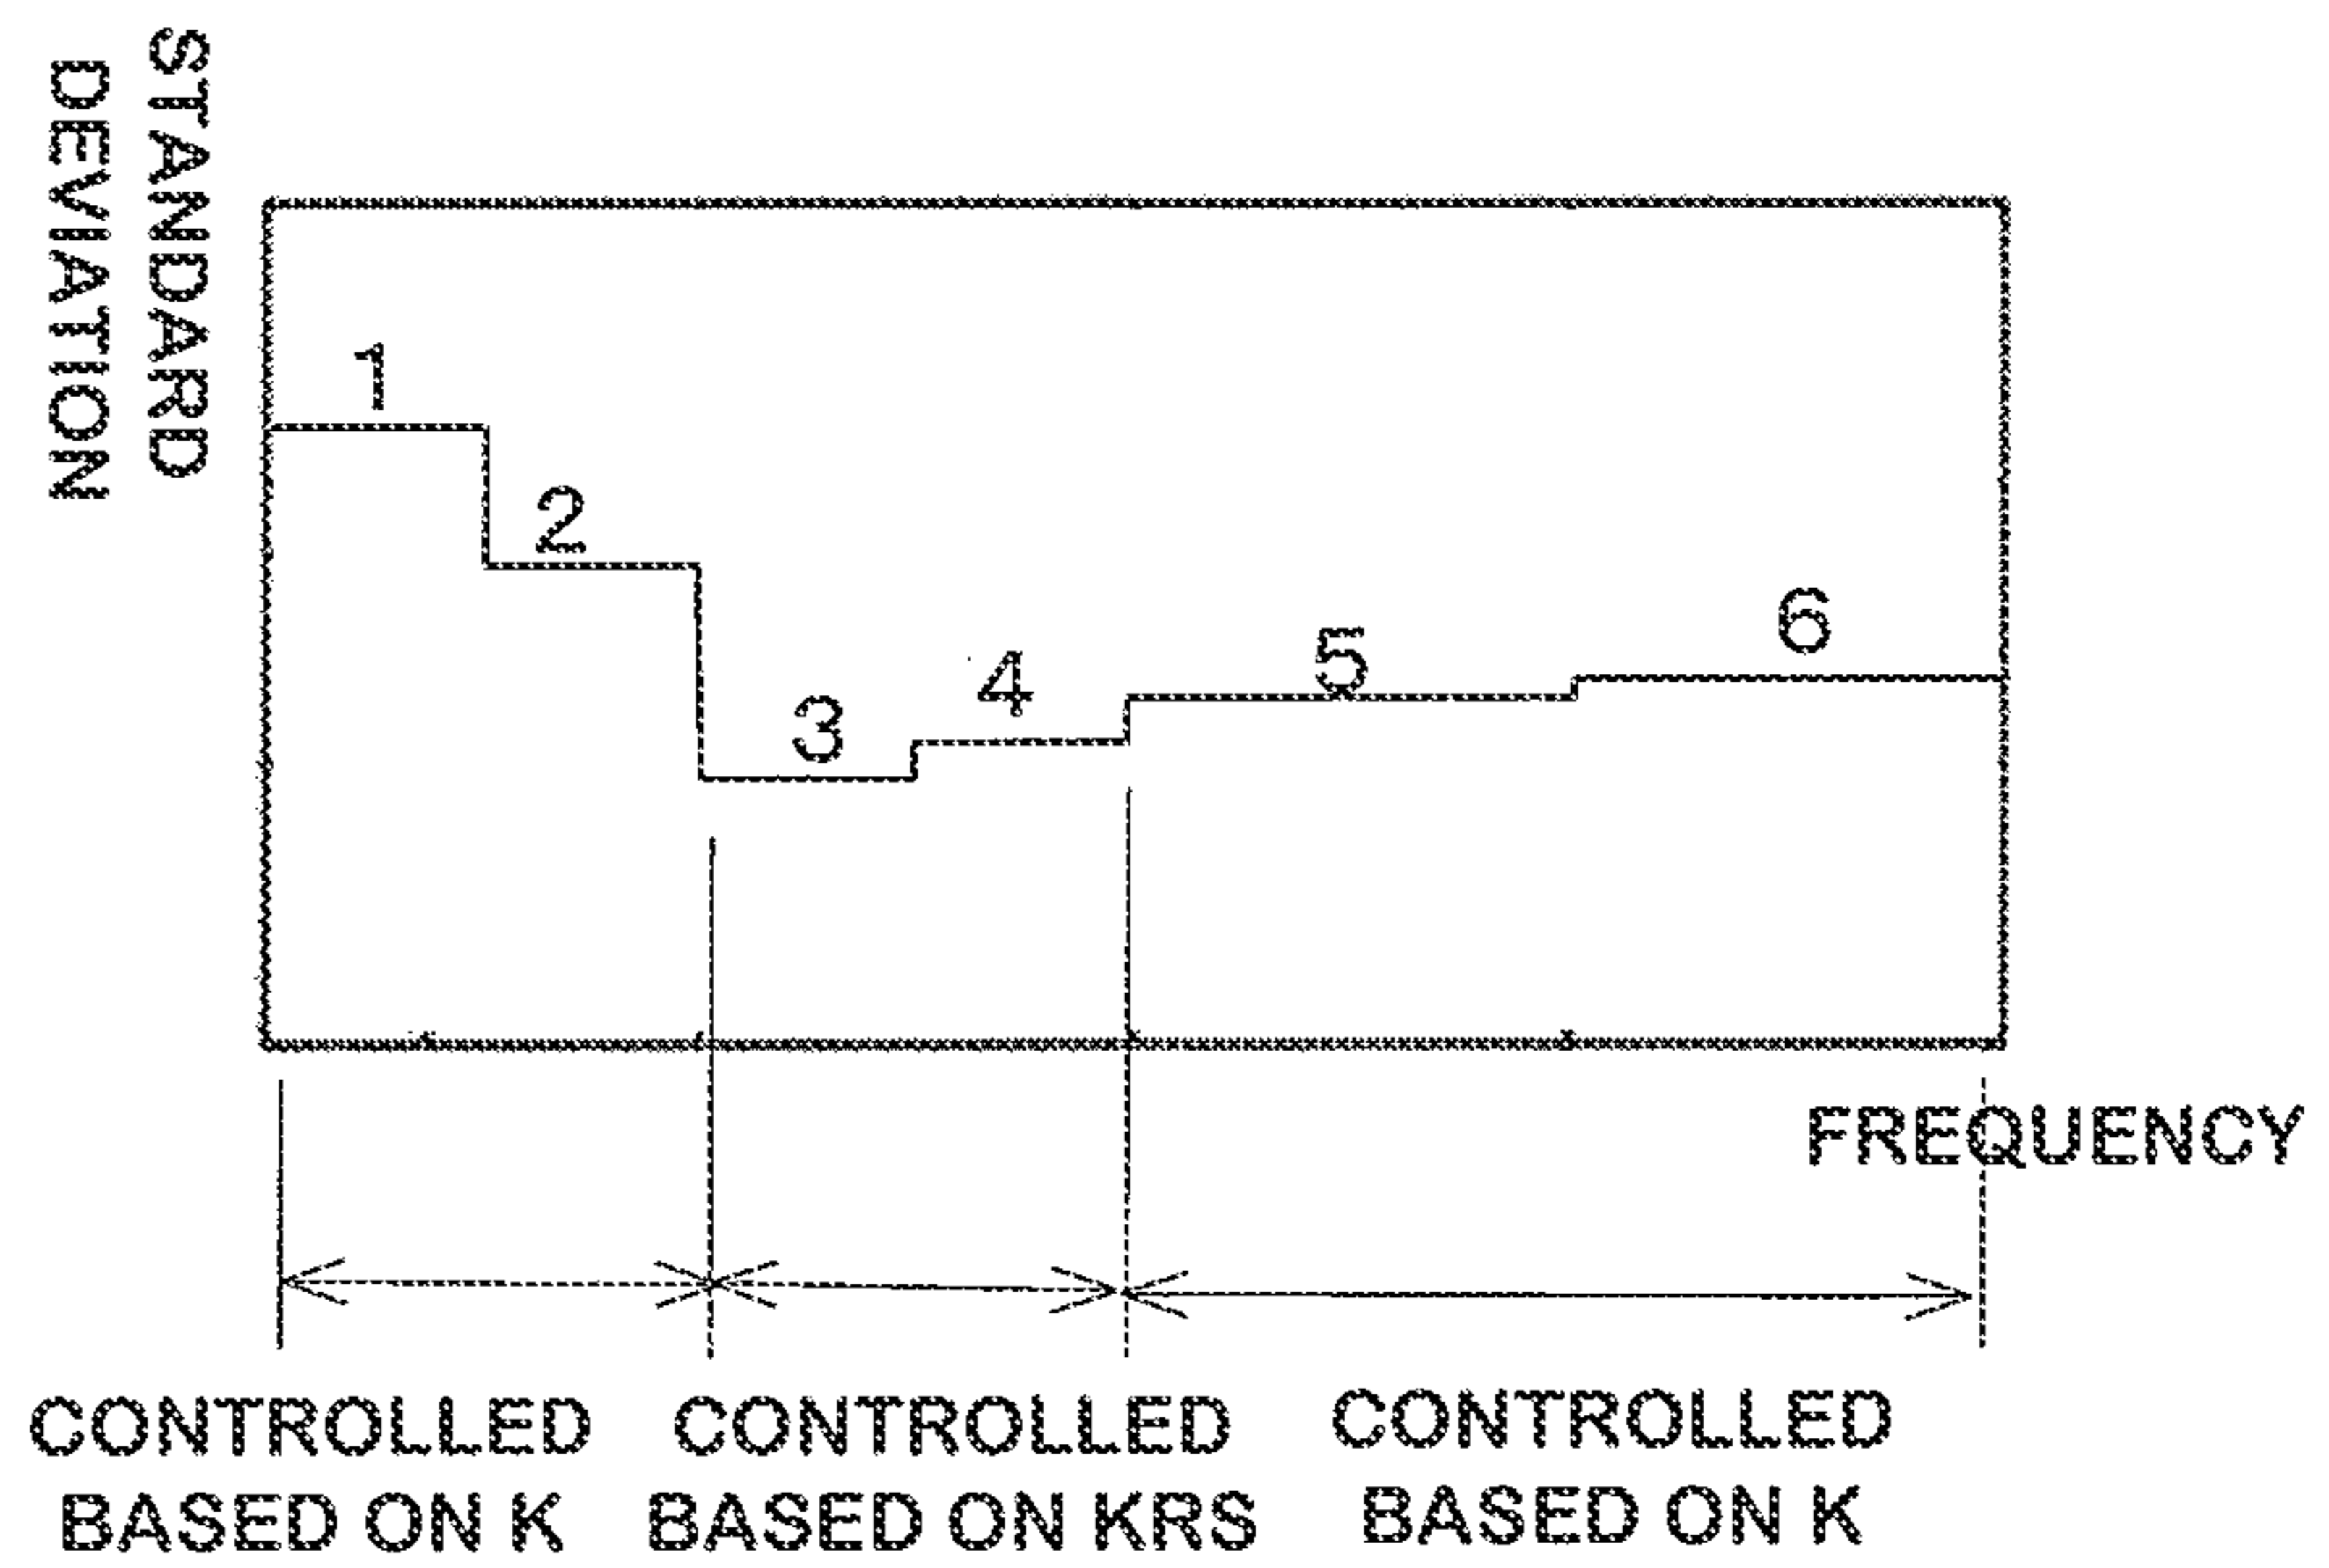 STANDARD
DEVIATION
1
2
3
4
5
6
FREQUENCY
CONTROLLED
BASED ON K
CONTROLLED
BASED ON KRS
CONTROLLED
BASED ON K